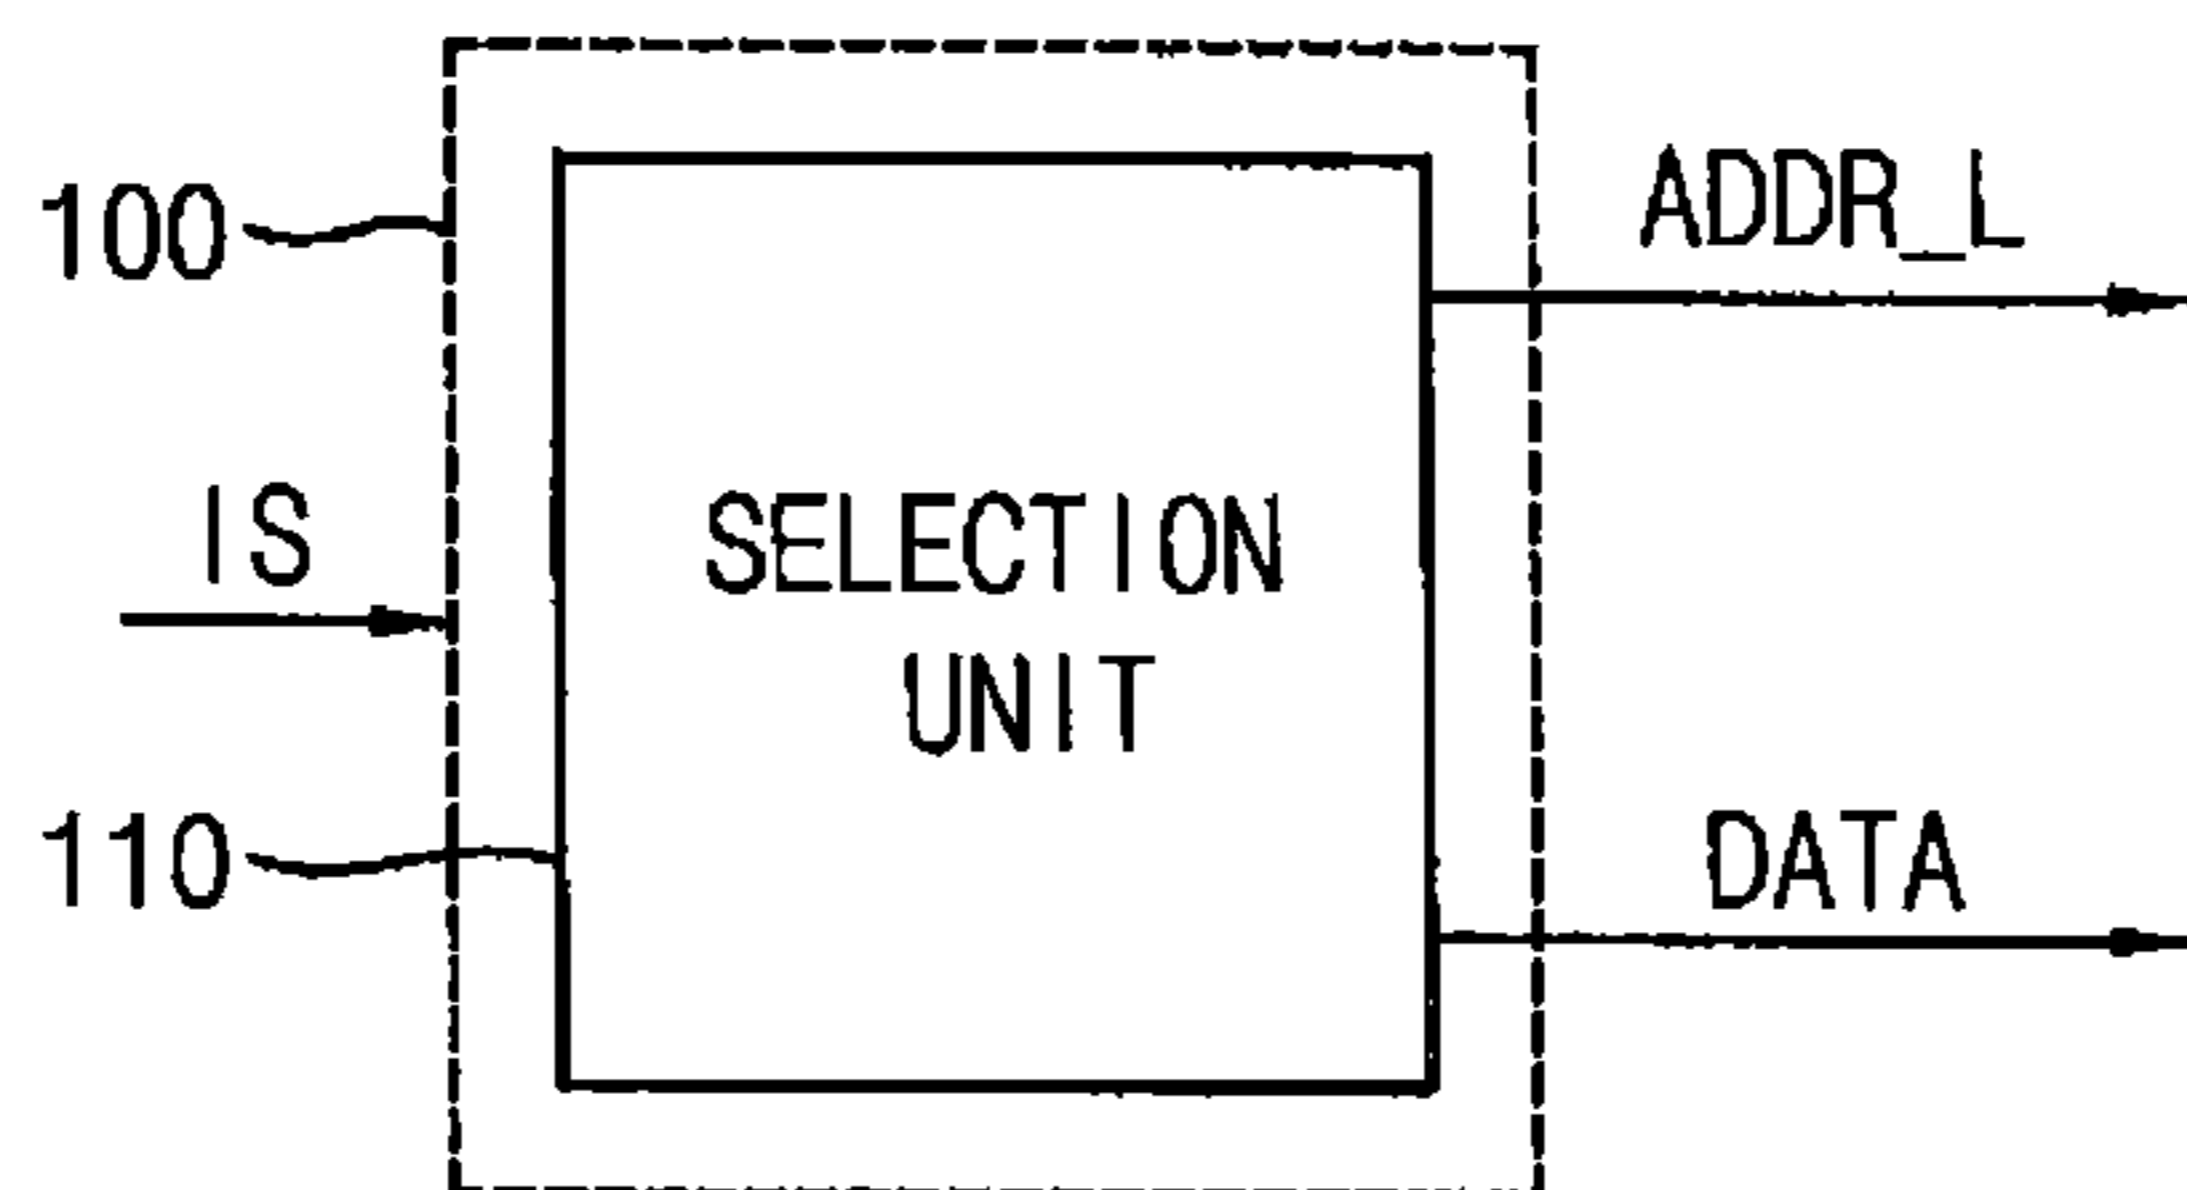 ADDR_L
100
IS
SELECTION
UNIT
110
DATA